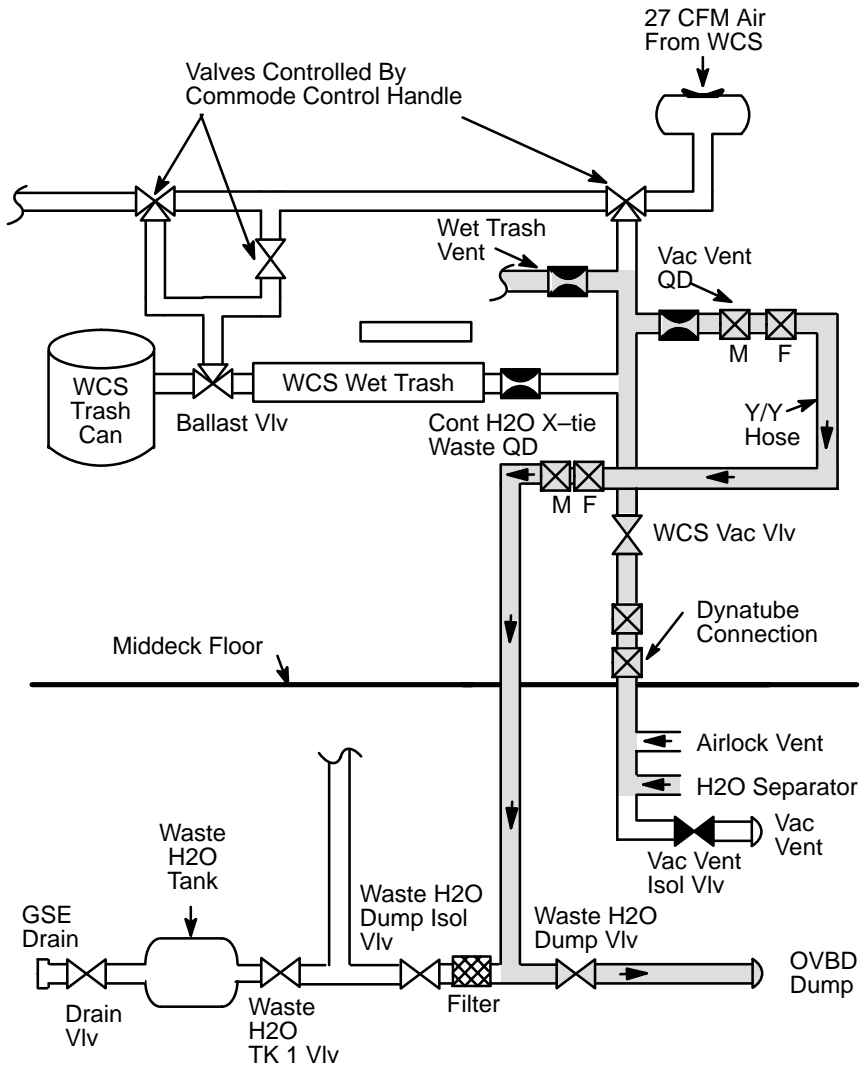 27 CFM Air
From WCS
Valves Controlled By
Commode Control Handle
Wet Trash
Vent
Vac Vent
QD
M
F
WCS
Trash
Can
WCS Wet Trash
Ballast Vlv
Cont H2O X–tie
Waste QD
Y/Y
Hose
M
F
WCS Vac Vlv
Dynatube
Connection
Middeck Floor
Airlock Vent
H2O Separator
Vac
Vent
Vac Vent
Isol Vlv
Waste
H2O
Tank
Waste H2O
Dump Isol
Vlv
Waste H2O
Dump Vlv
GSE
Drain
OVBD
Dump
Filter
Drain
Vlv
Waste
H2O
TK 1 Vlv